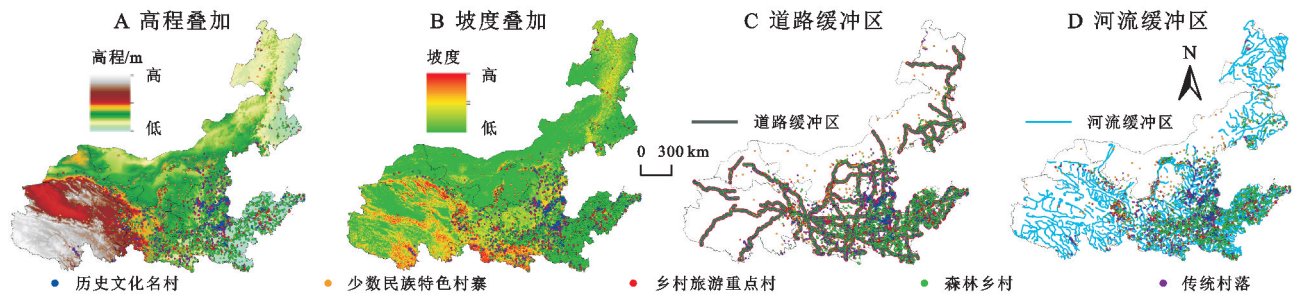 A 高程叠加
高程/m
高
低
B 坡度叠加
坡度
高
低
C 道路缓冲区
道路缓冲区
0 300 km
D 河流缓冲区
N
河流缓冲区
历史文化名村
少数民族特色村寨
乡村旅游重点村
森林乡村
传统村落